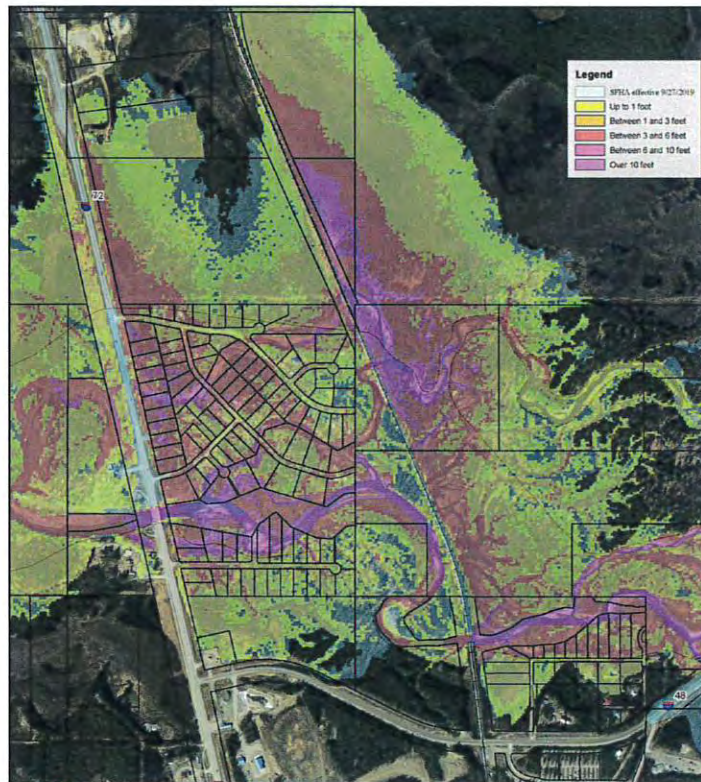 Legend
SFHA effective 9/27/2019
Up to 1 foot
Between 1 and 3 feet
Between 3 and 6 feet
Between 6 and 10 feet
Over 10 feet
72
48